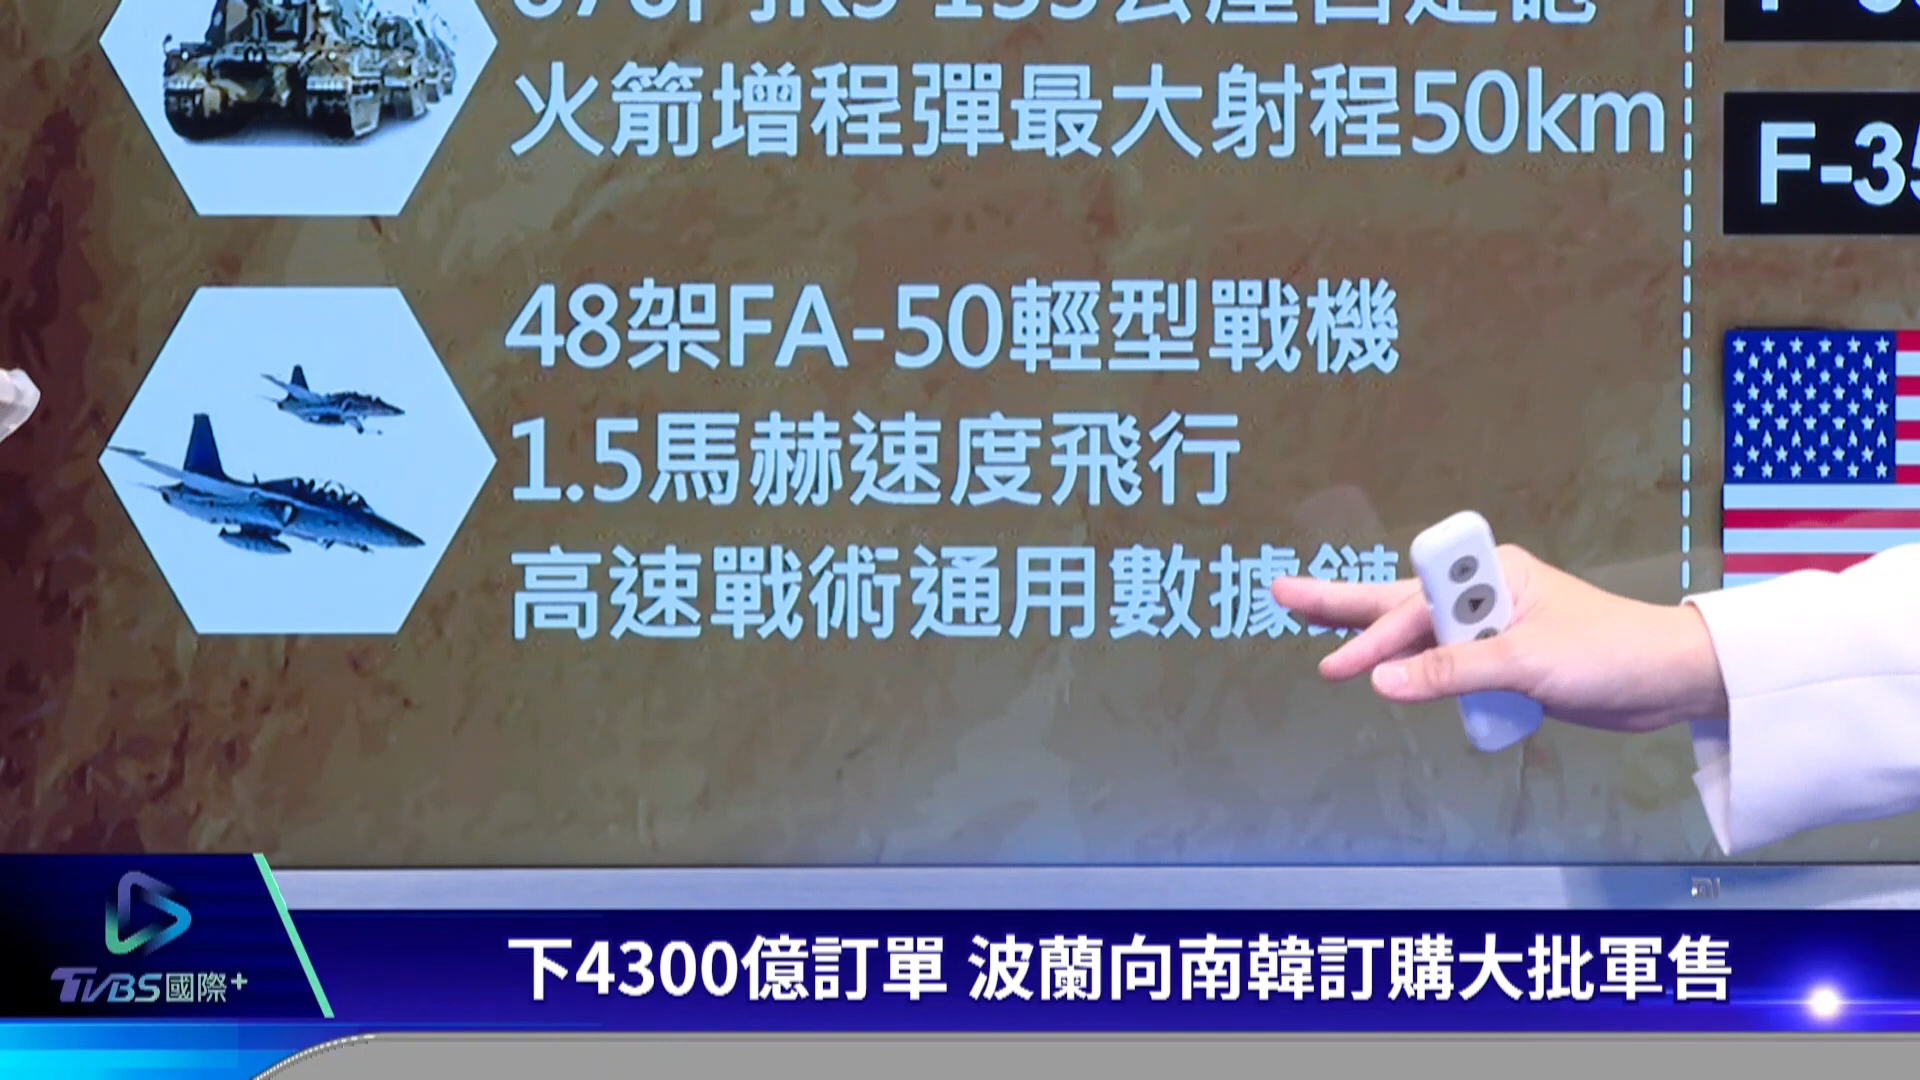 火箭增程彈最大射程50km
F-35
48架FA-50輕型戰機
1.5馬赫速度飛行
高速戰術通用數據鏈
mi
TVBS國際+
下4300億訂單 波蘭向南韓訂購大批軍售